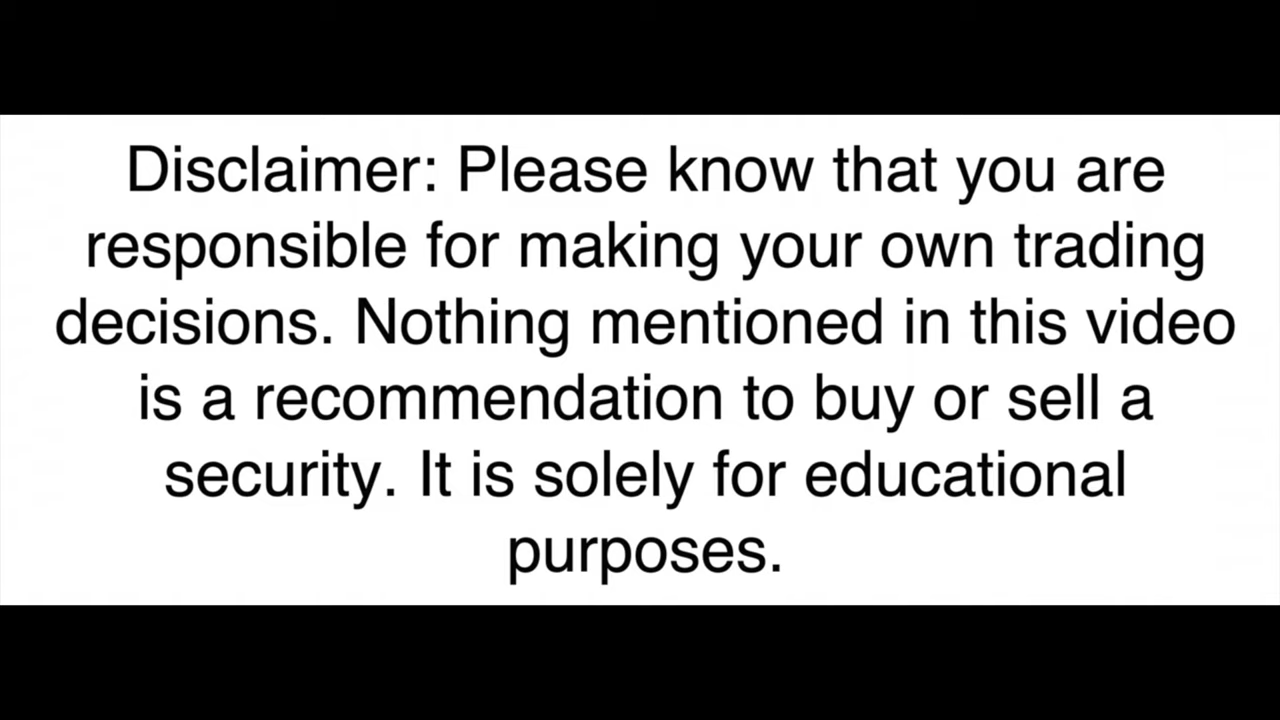 Disclaimer: Please know that you are
responsible for making your own trading
decisions. Nothing mentioned in this video
is a recommendation to buy or sell a
security. It is solely for educational
purposes.